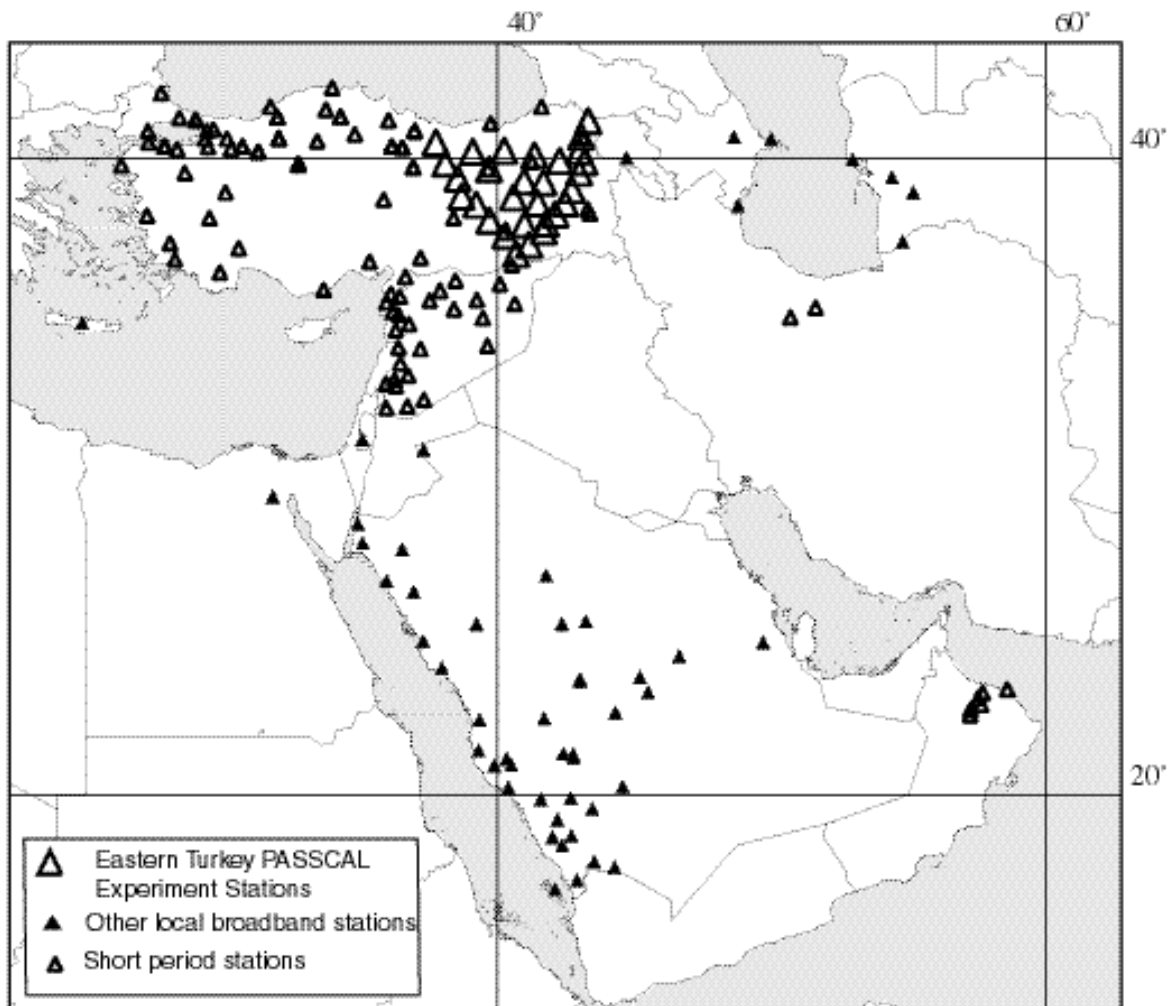 40°
60°
40°
20°
Eastern Turkey PASSCAL
Experiment Stations
Other local broadband stations
Short period stations